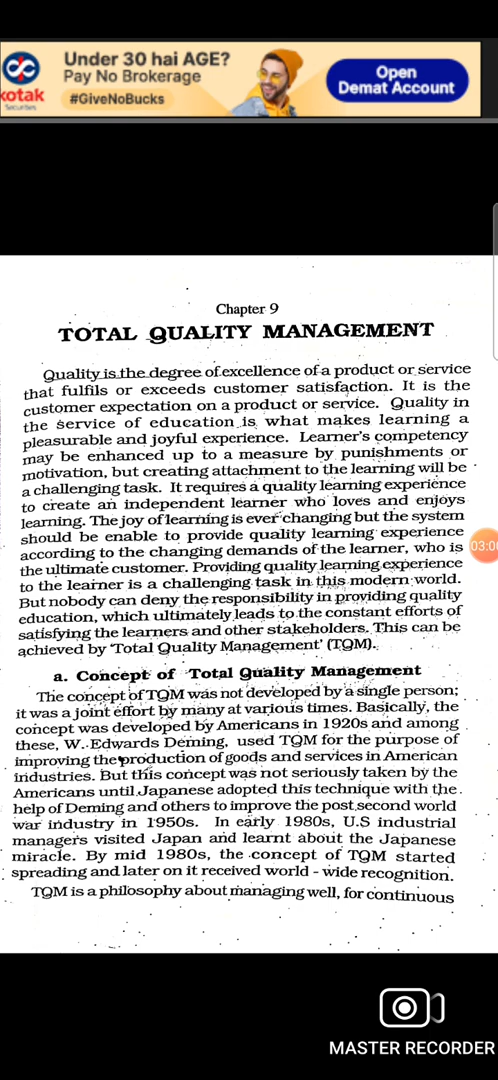 Under 30 hai AGE?
Pay No Brokerage
#GiveNoBucks
kotak
Securities
Open
Demat Account
Chapter 9
TOTAL QUALITY MANAGEMENT
Quality is the degree of excellence of a product or service
that fulfils or exceeds customer satisfaction. It is the
customer expectation on a product or service. Quality in
the service of education is what makes learning a
pleasurable and joyful experience. Learner's competency
may be enhanced up to a measure by punishments or
motivation, but creating attachment to the learning will be
a challenging task. It requires a quality learning experience
to create an independent learner who loves and enjoys
learning. The joy of learning is ever changing but the system
should be enable to provide quality learning experience
according to the changing demands of the learner, who is
the ultimate customer. Providing quality learning experience
to the learner is a challenging task in this modern world.
But nobody can deny the responsibility in providing quality
education, which ultimately leads to the constant efforts of
satisfying the learners and other stakeholders. This can be
achieved by 'Total Quality Management' (TQM).
03:00
a. Concept of Total Quality Management
The concept of TQM was not developed by a single person;
it was a joint effort by many at various times. Basically, the
concept was developed by Americans in 1920s and among
these, W. Edwards Deming, used TQM for the purpose of
improving the production of goods and services in American
industries. But this concept was not seriously taken by the
Americans until Japanese adopted this technique with the
help of Deming and others to improve the post second world
war industry in 1950s. In early 1980s, U.S industrial
managers visited Japan and learnt about the Japanese
miracle. By mid 1980s, the concept of TQM started
spreading and later on it received world - wide recognition.
TQM is a philosophy about managing well, for continuous
MASTER RECORDER